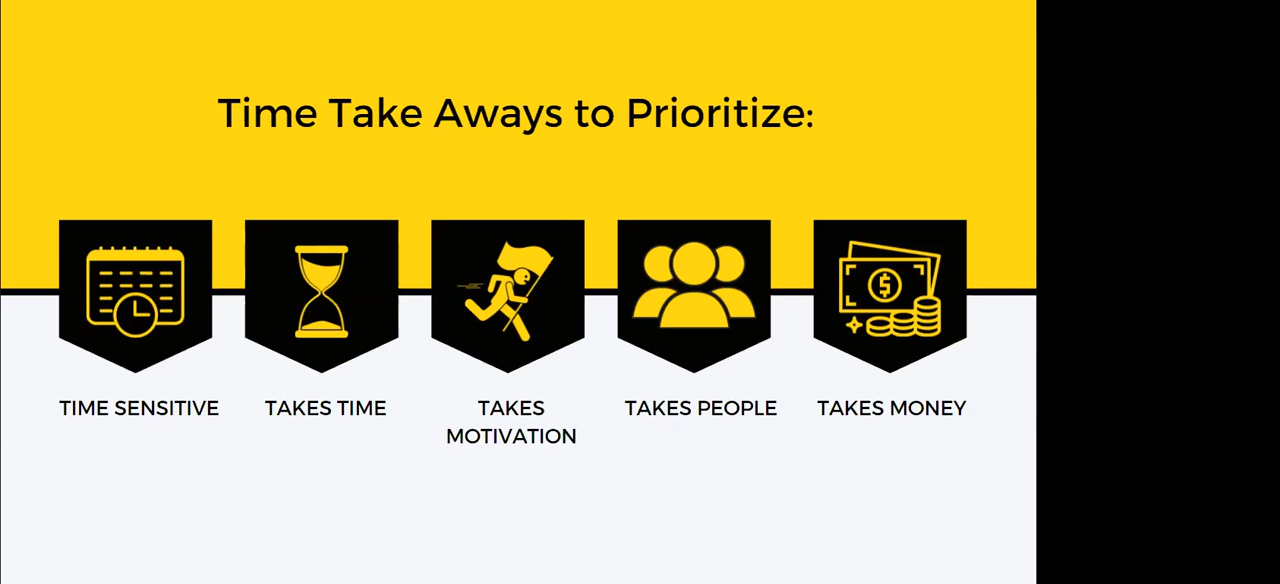 Time Take Aways to Prioritize:
TIME SENSITIVE
TAKES TIME
TAKES
MOTIVATION
TAKES PEOPLE
TAKES MONEY